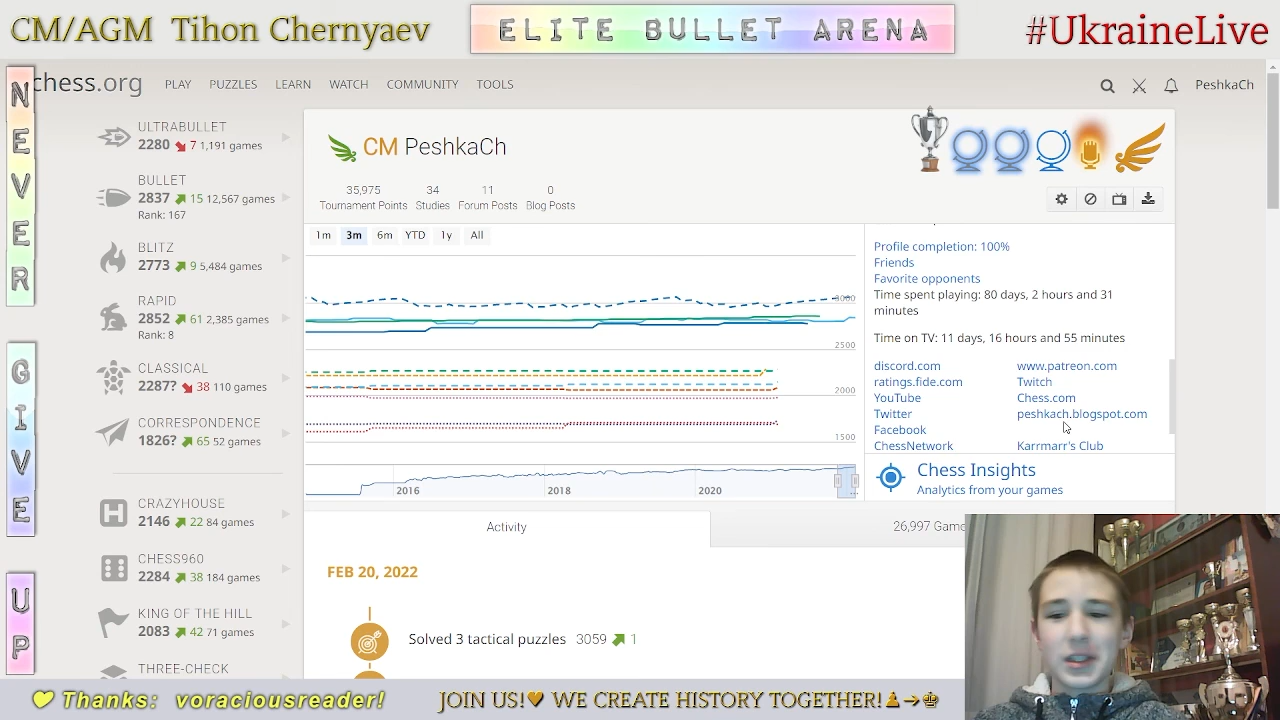 CM/AGM Tihon Chernyaev
ELITE BULLET ARENA
#UkraineLive
NEVER
GIVE
UP
chess.org
PLAY PUZZLES LEARN WATCH COMMUNITY TOOLS
PeshkaCh
ULTRABULLET
2280 7 1,191 games
BULLET
2837 15 12,567 games
Rank: 167
BLITZ
2773 9 5,484 games
RAPID
2852 61 2,385 games
Rank: 8
CLASSICAL
2287? 38 110 games
CORRESPONDENCE
1826? 65 52 games
CRAZYHOUSE
2146 22 84 games
CHESS960
2284 38 184 games
KING OF THE HILL
2083 42 71 games
THREE-CHECK
CM PeshkaCh
35,975 34 11 0
Tournament Points Studies Forum Posts Blog Posts
1m 3m 6m YTD 1y All
3000
2500
2000
1500
2016 2018 2020
Profile completion: 100%
Friends
Favorite opponents
Time spent playing: 80 days, 2 hours and 31
minutes
Time on TV: 11 days, 16 hours and 55 minutes
discord.com www.patreon.com
ratings.fide.com Twitch
YouTube Chess.com
Twitter peshkach.blogspot.com
Facebook
ChessNetwork Karrmarr's Club
Chess Insights
Analytics from your games
Activity
26,997 Game
FEB 20, 2022
Solved 3 tactical puzzles 3059 1
Thanks: voraciousreader!
JOIN US!♥ WE CREATE HISTORY TOGETHER!♟→♚